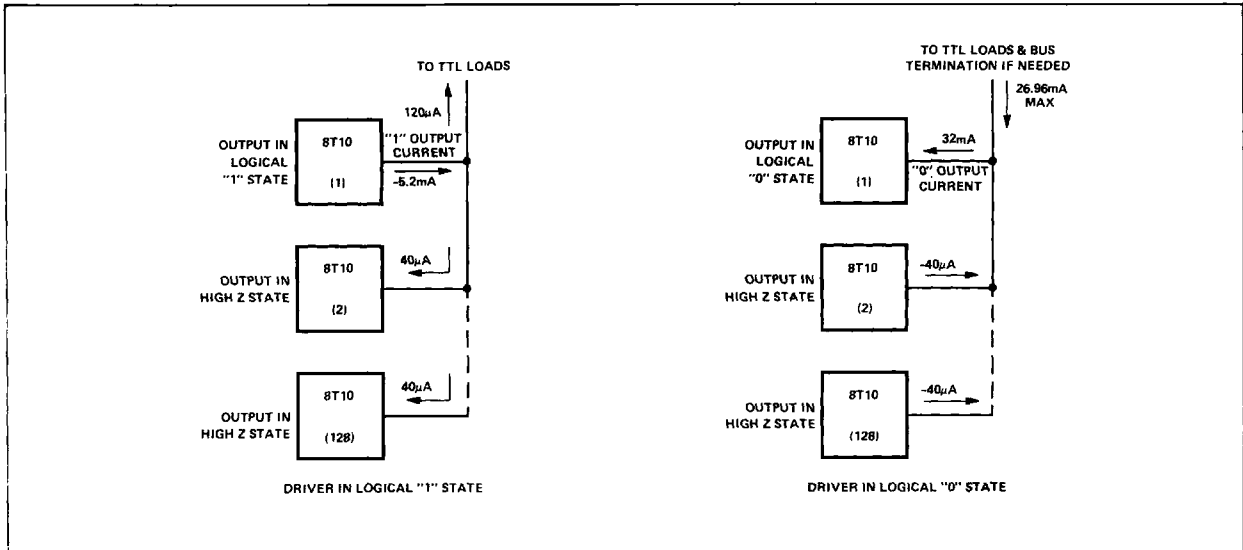 TO TTL LOADS
120μA
8T10
"1" OUTPUT
CURRENT
OUTPUT IN
LOGICAL
"1" STATE
(1)
-5.2mA
40μA
8T10
OUTPUT IN
HIGH Z STATE
(2)
40μA
8T10
OUTPUT IN
HIGH Z STATE
(128)
DRIVER IN LOGICAL "1" STATE
TO TTL LOADS & BUS
TERMINATION IF NEEDED
26.96mA
MAX
8T10
32mA
OUTPUT IN
LOGICAL
"0" STATE
"0" OUTPUT
CURRENT
(1)
-40μA
8T10
OUTPUT IN
HIGH Z STATE
(2)
-40μA
8T10
OUTPUT IN
HIGH Z STATE
(128)
DRIVER IN LOGICAL "0" STATE